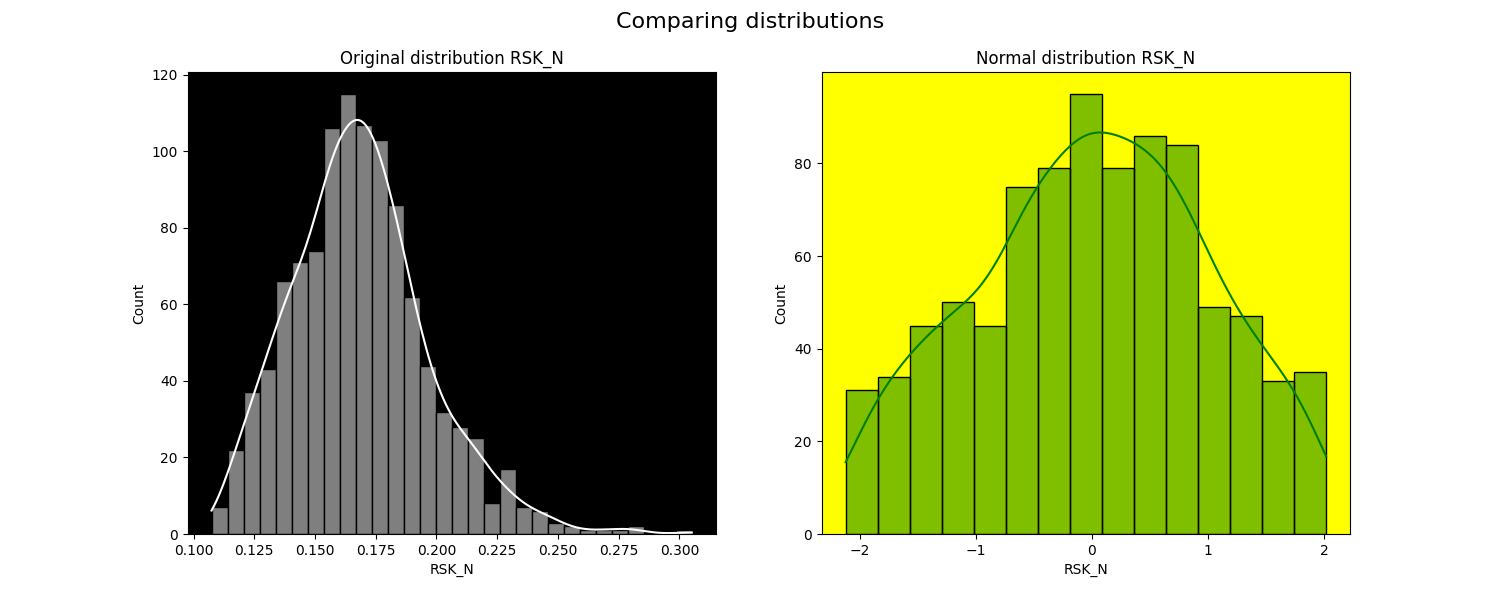 Comparing distributions
Original distribution RSK_N
120
100
80
60
40
20
0
Count
0.100 0.125 0.150 0.175 0.200 0.225 0.250 0.275 0.300
RSK_N
Normal distribution RSK_N
80
60
40
20
0
Count
−2 −1 0 1 2
RSK_N